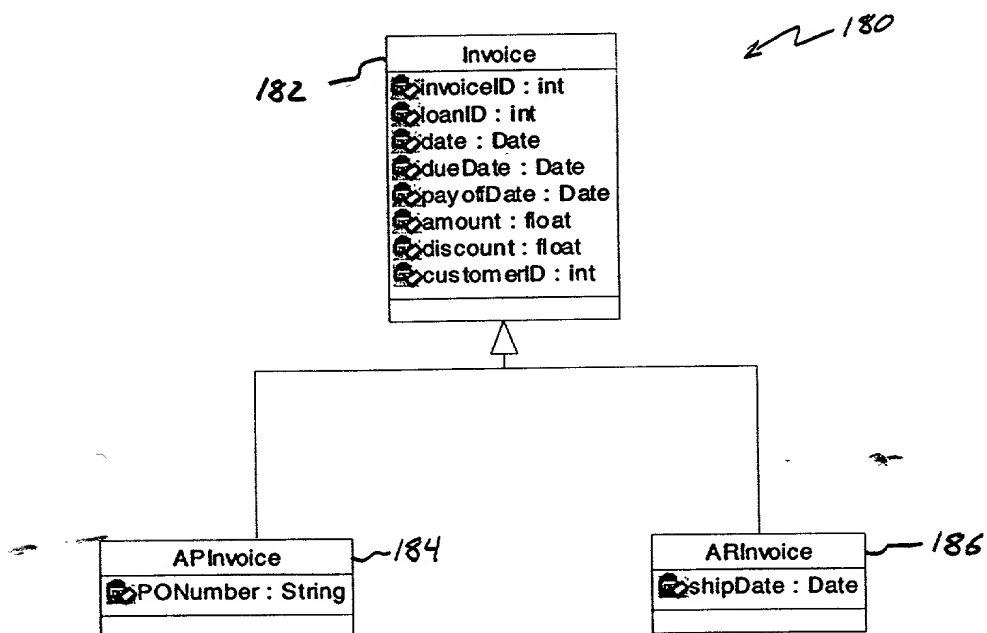 180
Invoice
182
invoiceID : int
loanID : int
date : Date
dueDate : Date
payoffDate : Date
amount : float
discount : float
customerID : int
APInvoice
184
PONumber : String
ARInvoice
186
shipDate : Date